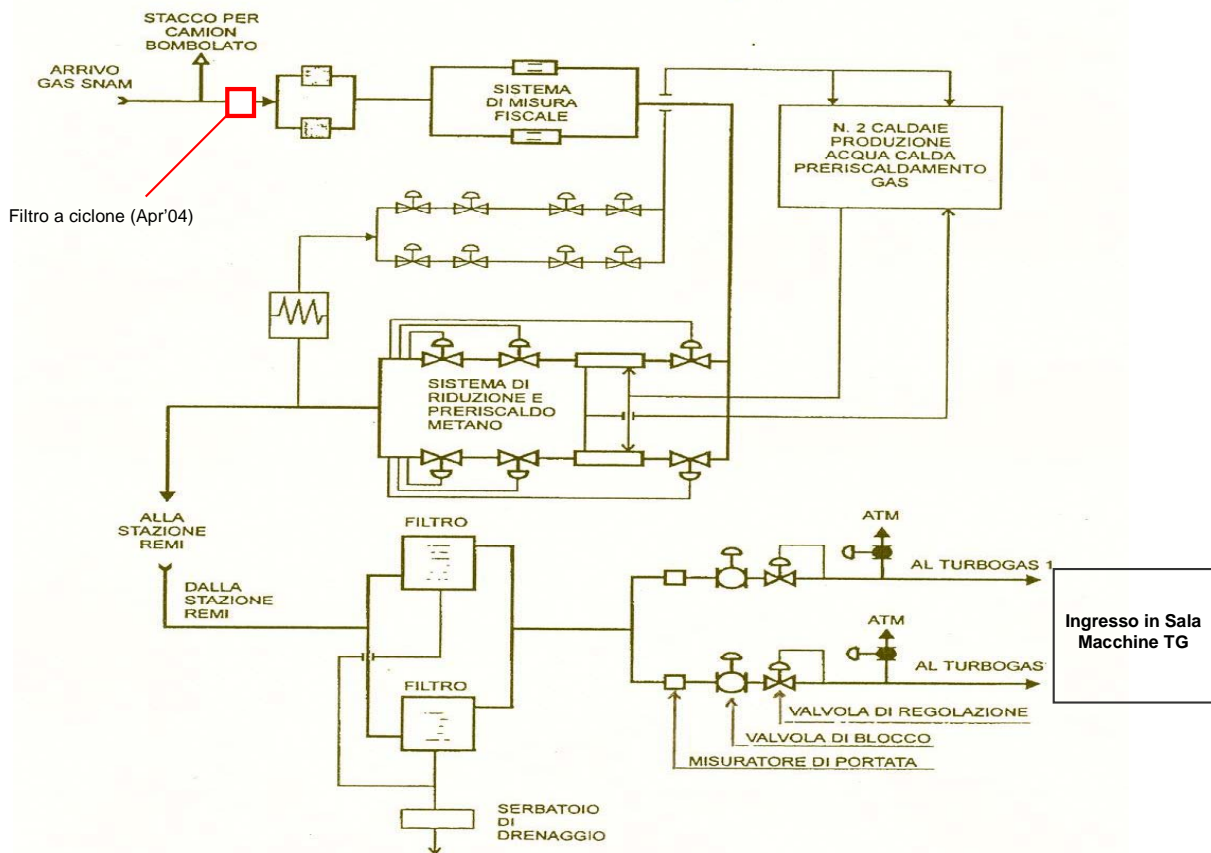 STACCO PER
CAMION
BOMBOLATO
ARRIVO
GAS SNAM
SISTEMA
DI MISURA
FISCALE
N. 2 CALDAIE
PRODUZIONE
ACQUA CALDA
PRERISCALDAMENTO
GAS
Filtro a ciclone (Apr'04)
SISTEMA DI
RIDUZIONE E
PRERISCALDO
METANO
ALLA
STAZIONE
REMI
DALLA
STAZIONE
REMI
FILTRO
FILTRO
ATM
AL TURBOGAS 1
ATM
AL TURBOGAS
Ingresso in Sala
Macchine TG
VALVOLA DI REGOLAZIONE
VALVOLA DI BLOCCO
MISURATORE DI PORTATA
SERBATOIO
DI
DRENAGGIO